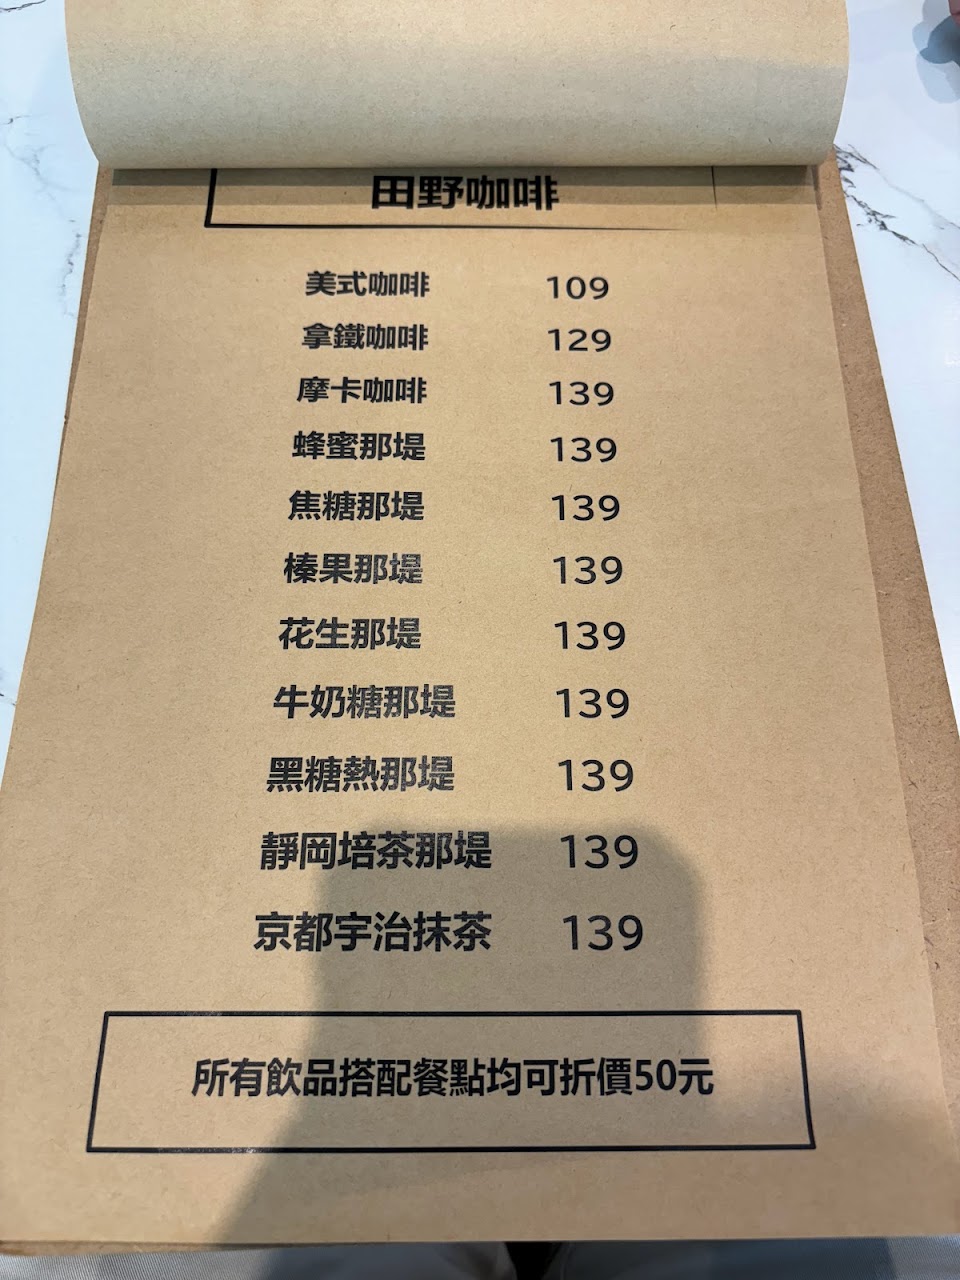 田野咖啡
美式咖啡 109
拿鐵咖啡 129
摩卡咖啡 139
蜂蜜那堤 139
焦糖那堤 139
榛果那堤 139
花生那堤 139
牛奶糖那堤 139
黑糖熱那堤 139
靜岡培茶那堤 139
京都宇治抹茶 139
所有飲品搭配餐點均可折價50元